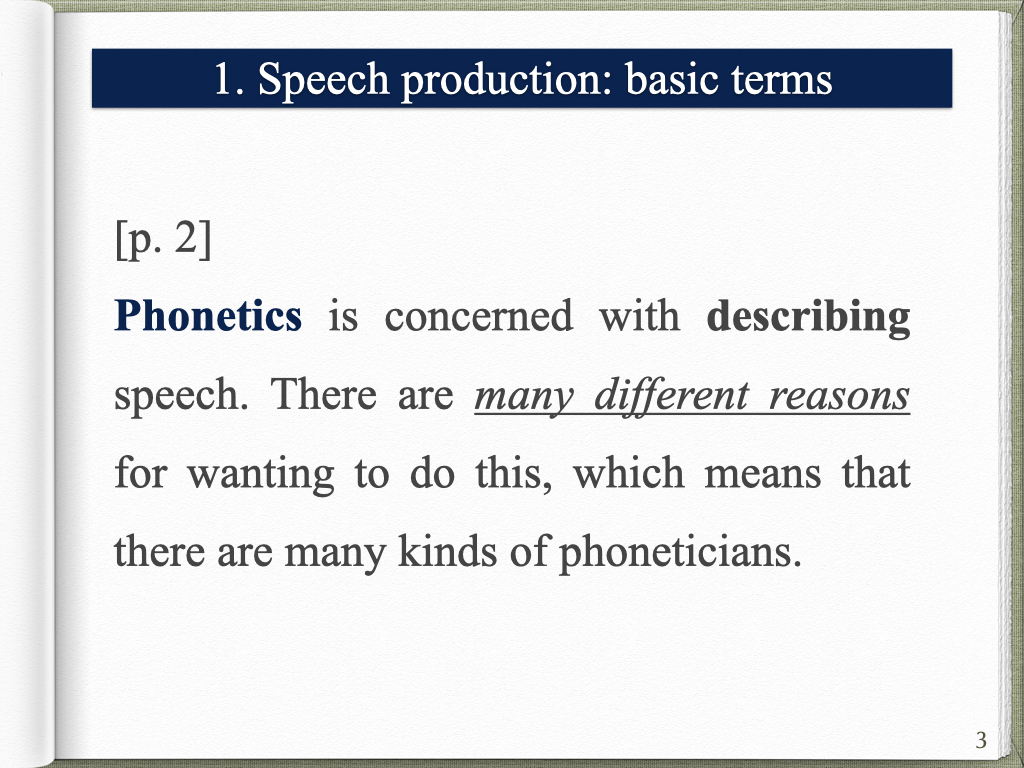 1. Speech production: basic terms
[p. 2]
Phonetics is concerned with describing
speech. There are many different reasons
for wanting to do this, which means that
there are many kinds of phoneticians.
3